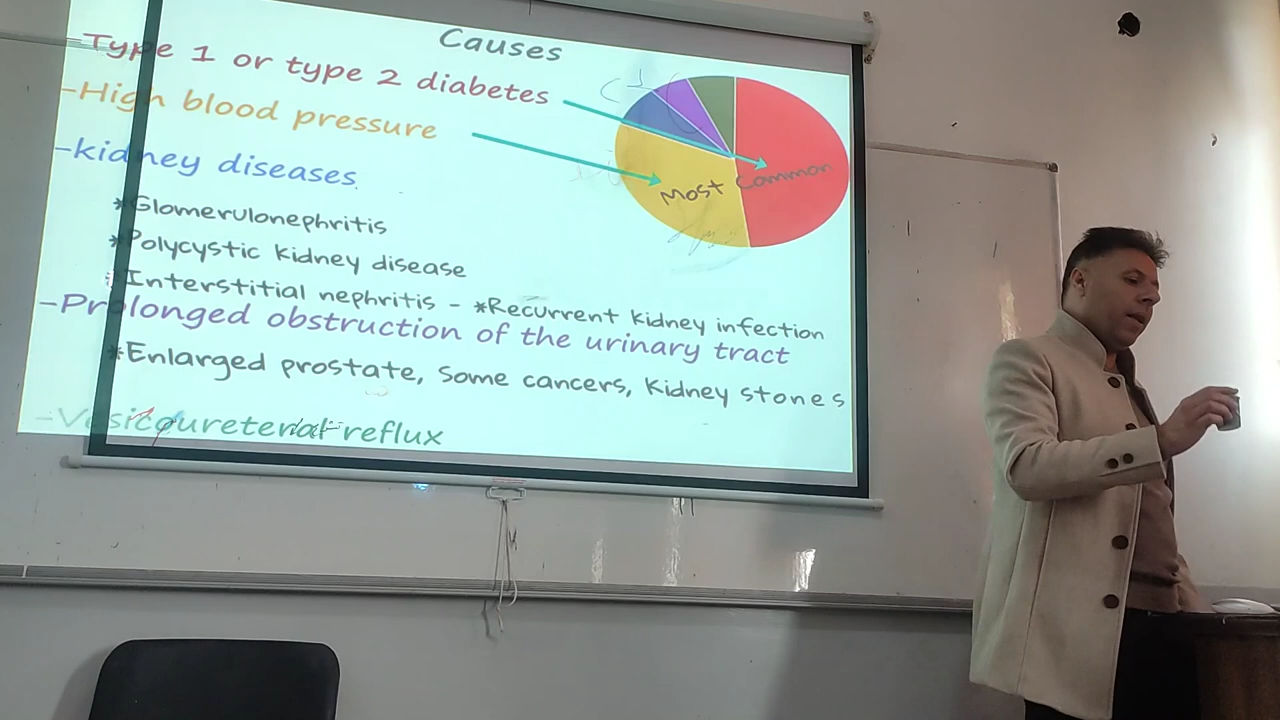 Causes
-Type 1 or type 2 diabetes
-High blood pressure
-kidney diseases
*Glomerulonephritis
*Polycystic kidney disease
*Interstitial nephritis - *Recurrent kidney infection
-Prolonged obstruction of the urinary tract
*Enlarged prostate, Some cancers, Kidney stones
-Vesicoureteral reflux
Most Common